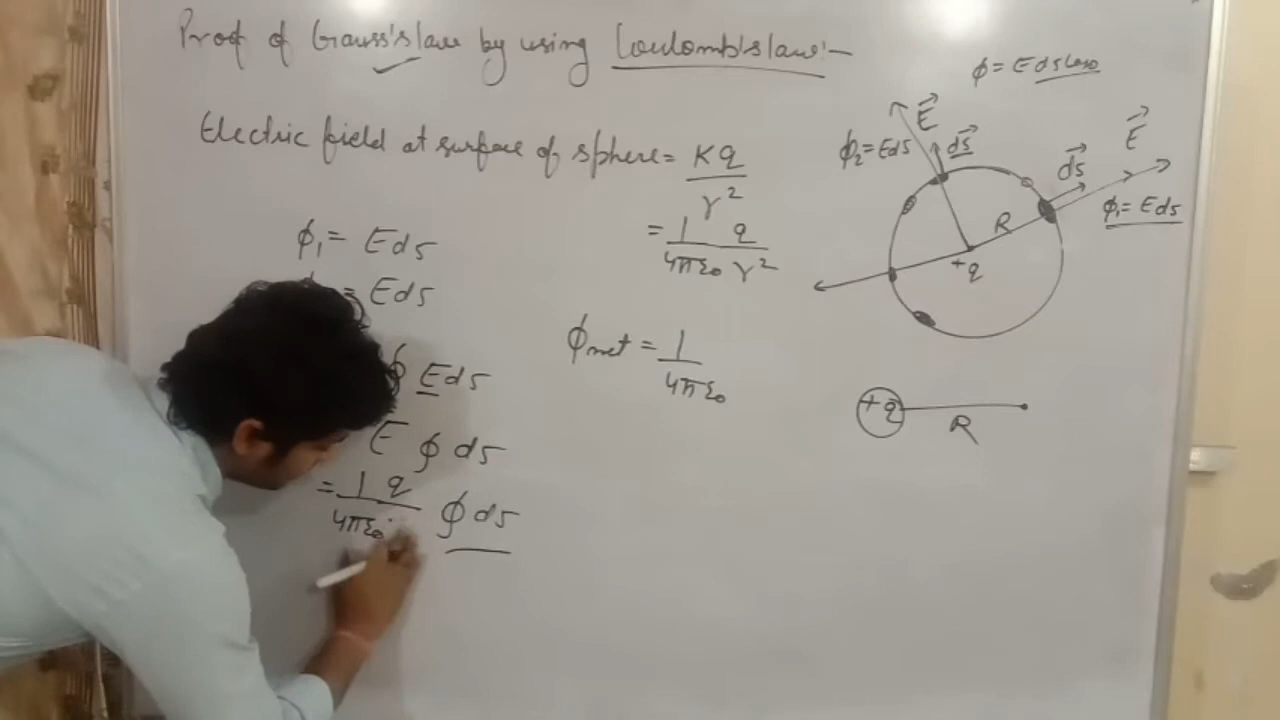 Proof of Gauss's law by using Coulomb's law:-
Electric field at surface of sphere = Kq / r²
= 1 q / 4πε₀ r²
ϕ₁ = Eds
= Eds
∮ Eds
E ∮ ds
= 1 q / 4πε₀ ∮ ds
ϕnet = 1 / 4πε₀
ϕ = Eds cosθ
E⃗
ds⃗
ϕ₂ = Eds
E⃗
ds⃗
ϕ₁ = Eds
R
+q
+q
R